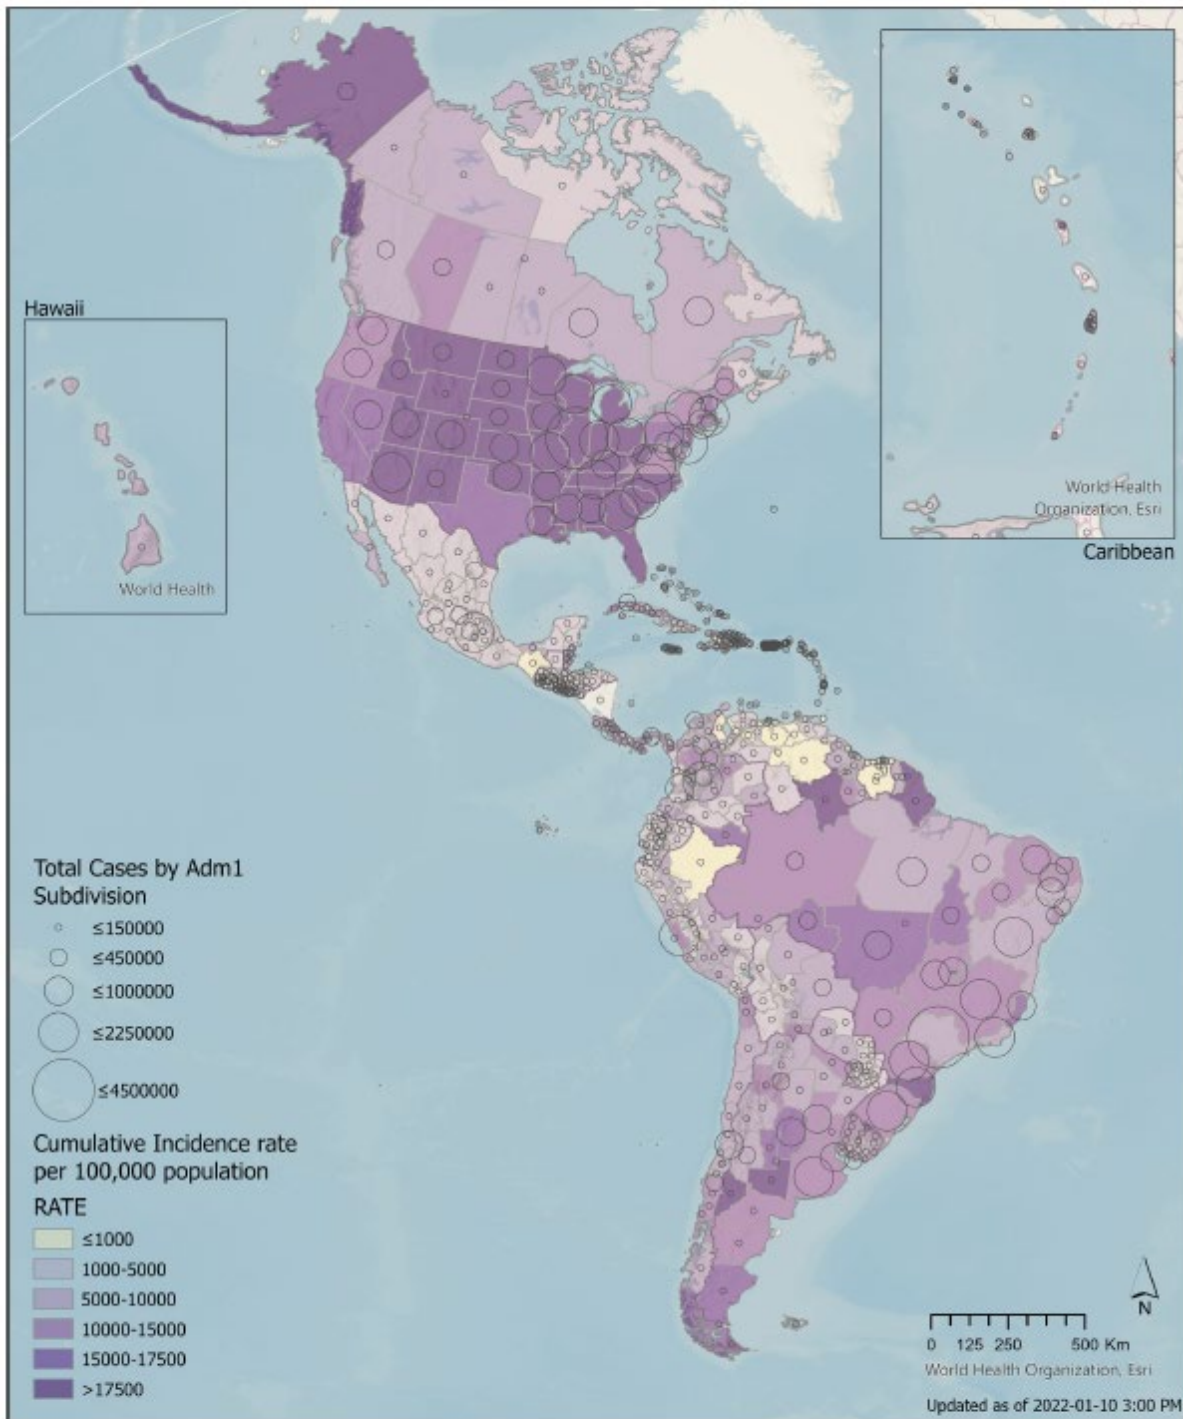 Hawaii
World Health
World Health
Organization, Esri
Caribbean
Total Cases by Adm1
Subdivision
≤150000
≤450000
≤1000000
≤2250000
≤4500000
Cumulative Incidence rate
per 100,000 population
RATE
≤1000
1000-5000
5000-10000
10000-15000
15000-17500
>17500
N
0 125 250 500 Km
World Health Organization, Esri
Updated as of 2022-01-10 3:00 PM